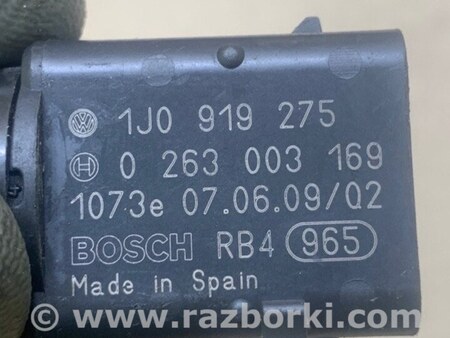 1J0 919 275
0 263 003 169
1073e 07.06.09/Q2
BOSCH RB4 965
Made in Spain
www.razborki.com